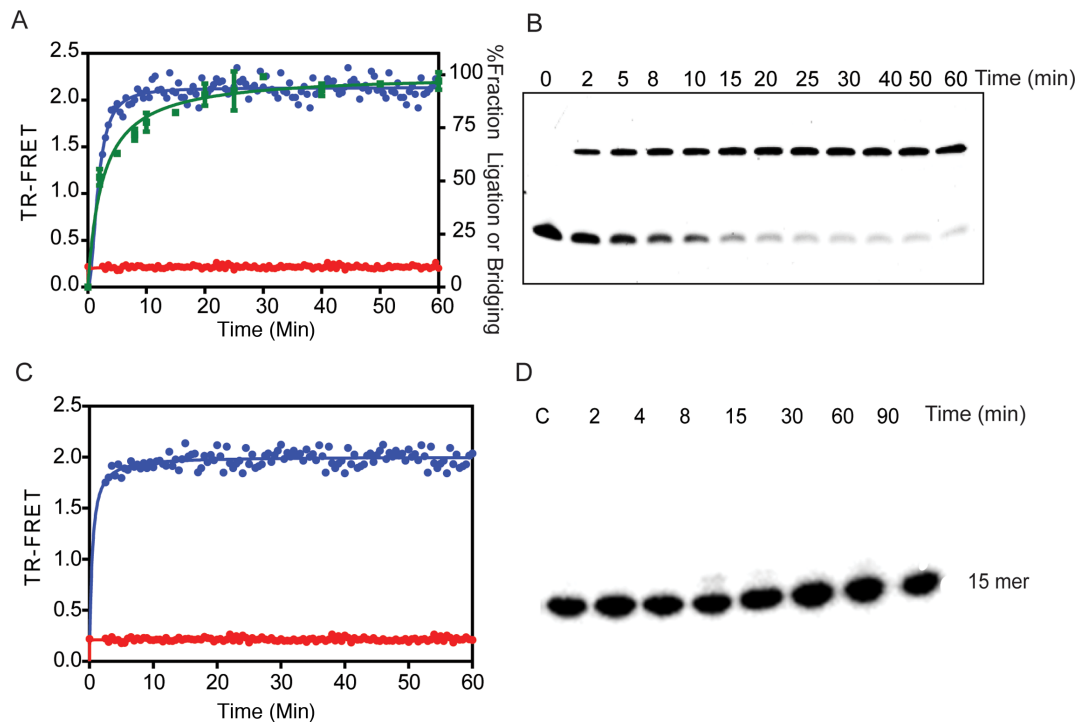 A
2.5
2.0
1.5
1.0
0.5
0.0
TR-FRET
100
75
50
25
0
%Fraction Ligation or Bridging
0 10 20 30 40 50 60
Time (Min)
B
0 2 5 8 10 15 20 25 30 40 50 60 Time (min)
C
2.5
2.0
1.5
1.0
0.5
0.0
TR-FRET
0 10 20 30 40 50 60
Time (Min)
D
C 2 4 8 15 30 60 90 Time (min)
15 mer